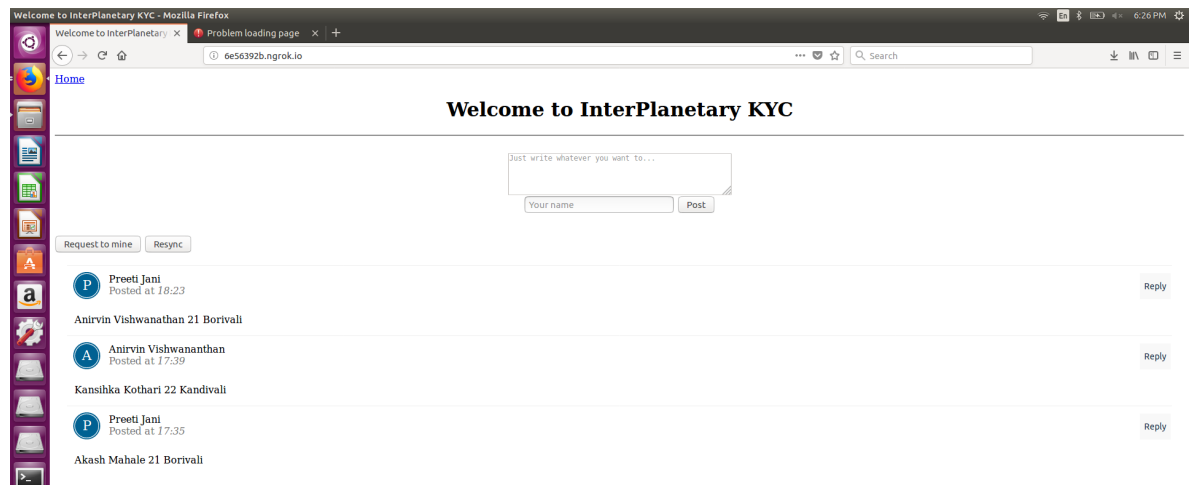 Welcome to InterPlanetary KYC - Mozilla Firefox
En 6:26 PM
Welcome to InterPlanetary × Problem loading page × +
6e56392b.ngrok.io ... Search
Home
Welcome to InterPlanetary KYC
Just write whatever you want to...
Your name Post
Request to mine Resync
P Preeti Jani
Posted at 18:23 Reply
Anirvin Vishwanathan 21 Borivali
A Anirvin Vishwananthan
Posted at 17:39 Reply
Kansihka Kothari 22 Kandivali
P Preeti Jani
Posted at 17:35 Reply
Akash Mahale 21 Borivali